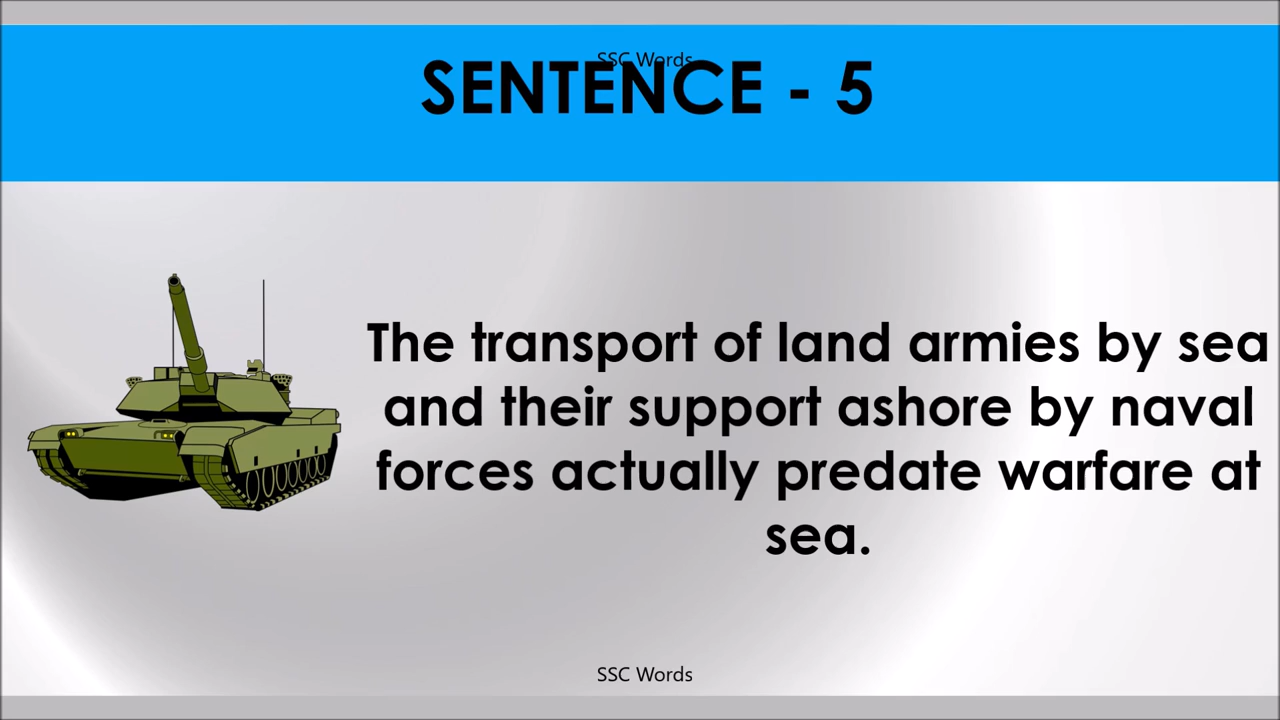 SSC Words
SENTENCE - 5
The transport of land armies by sea
and their support ashore by naval
forces actually predate warfare at
sea.
SSC Words